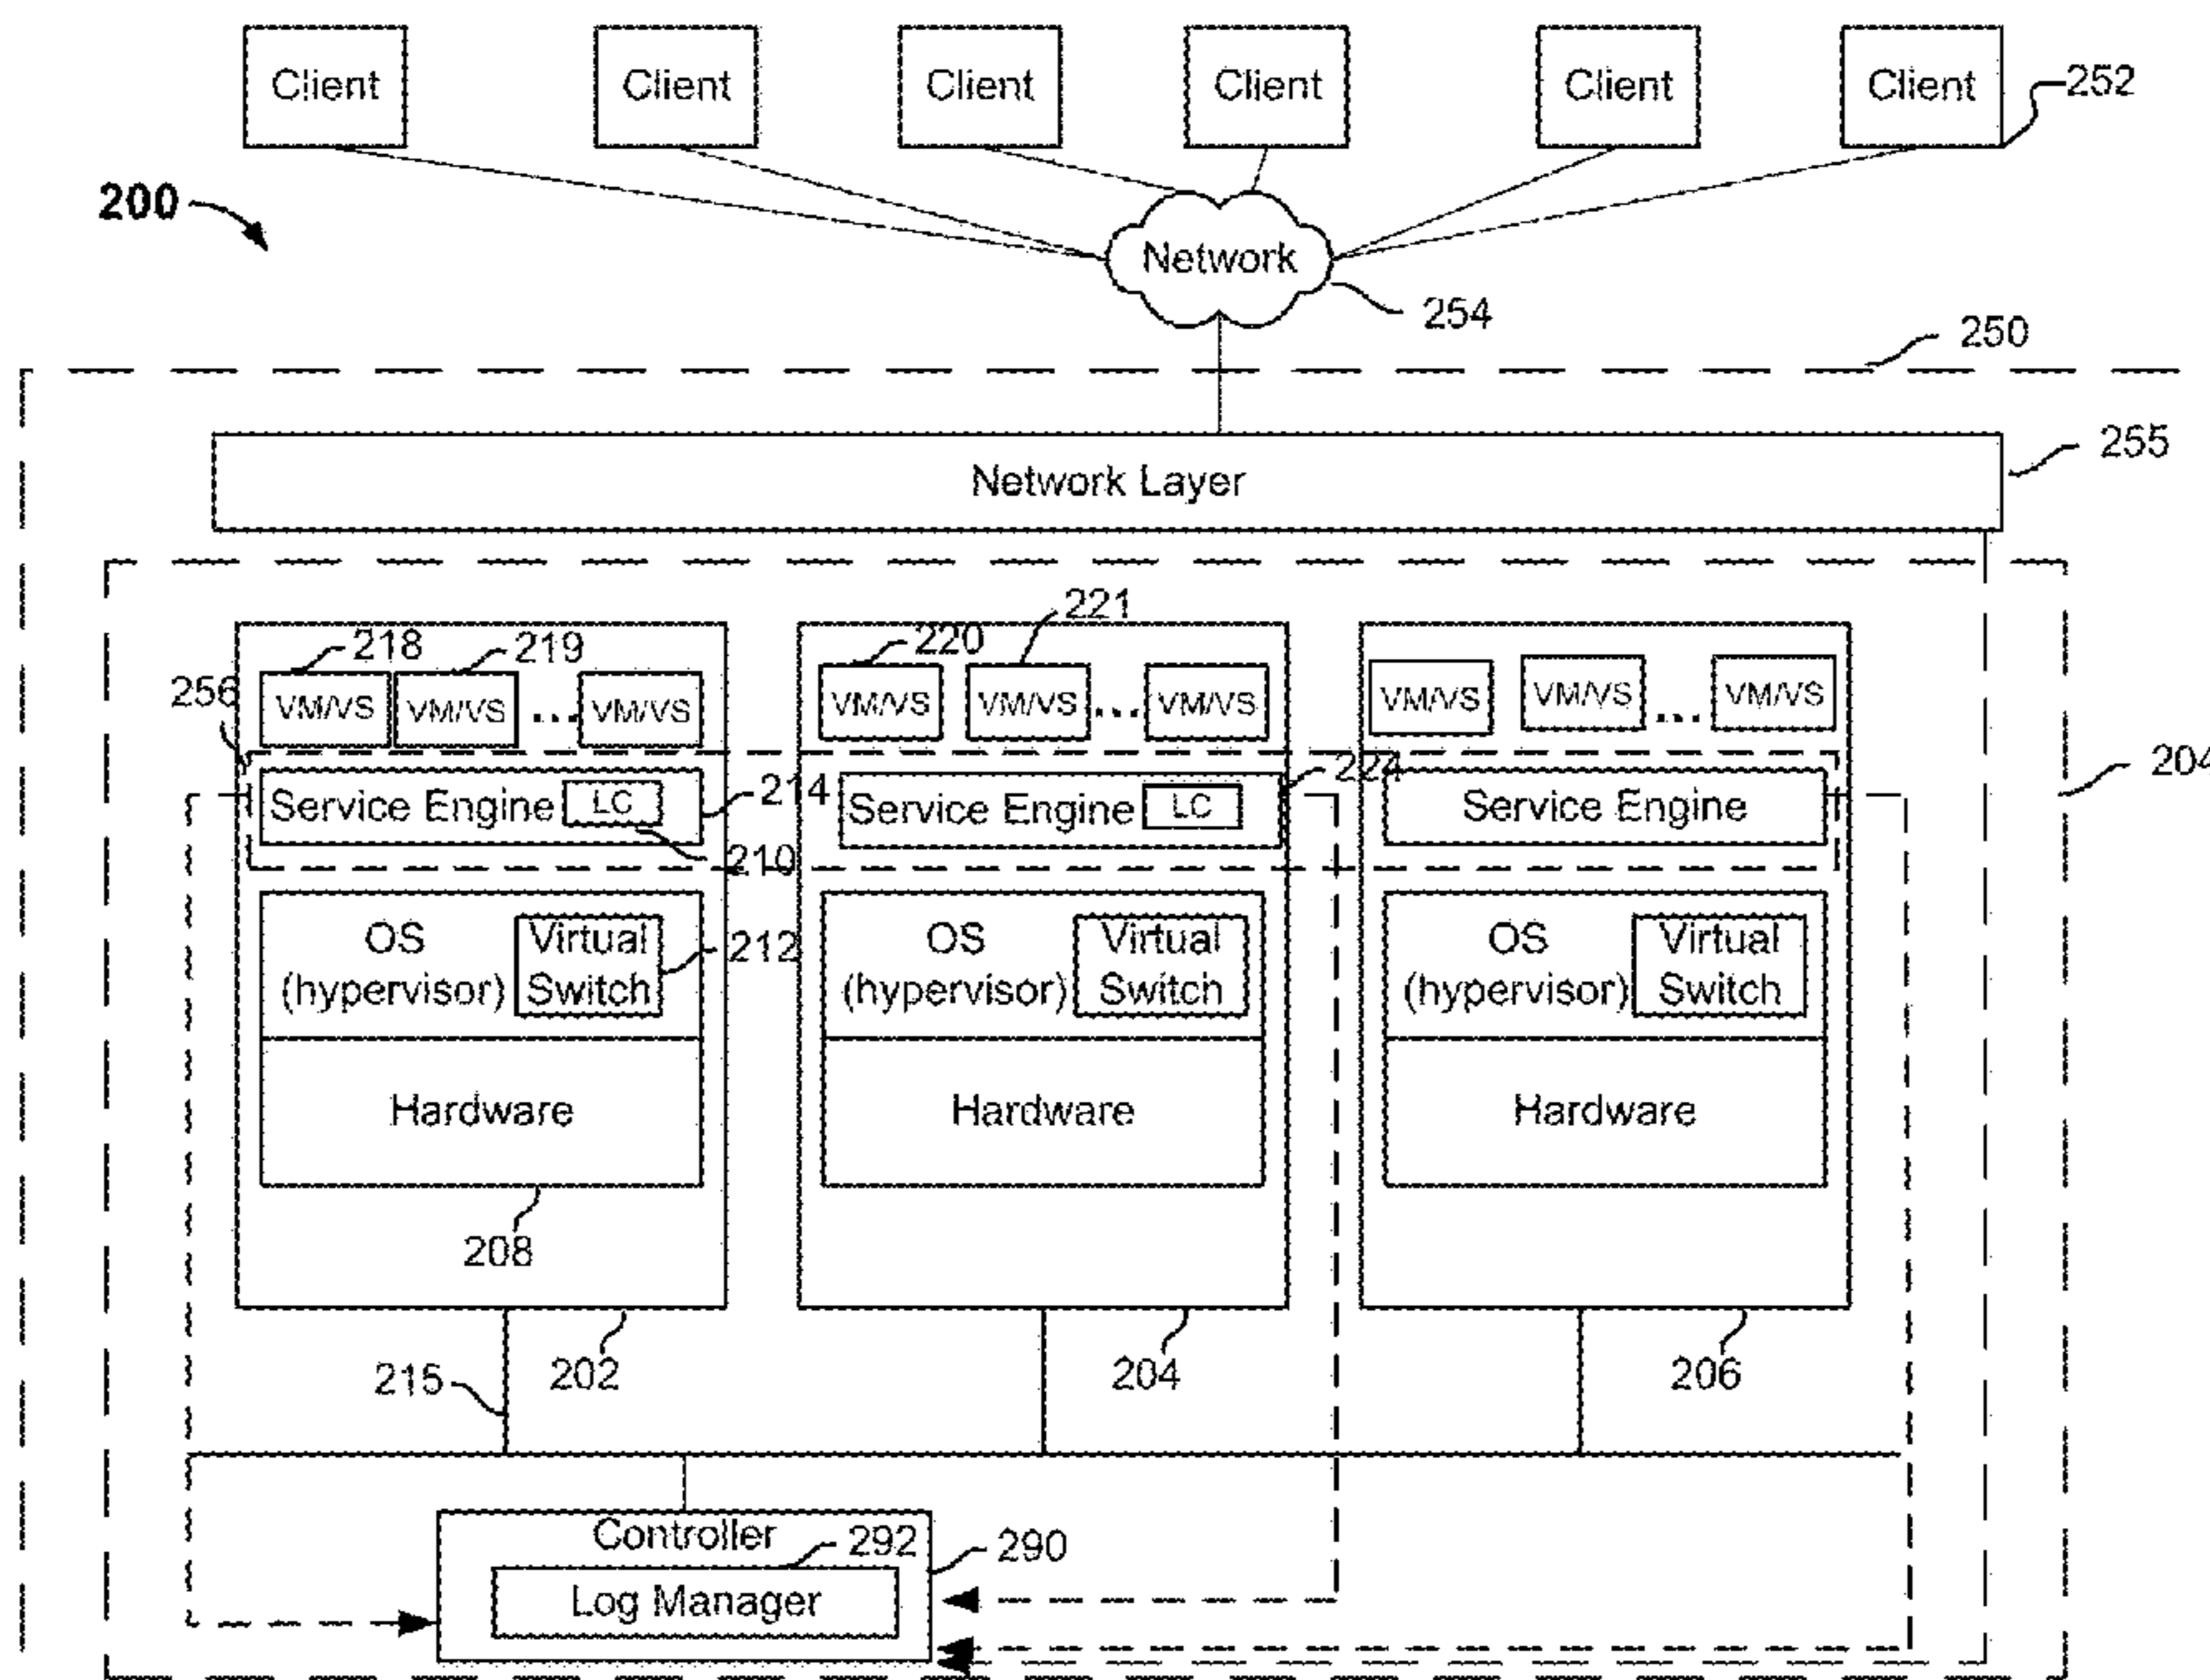 Client
Client
Client
Client
Client
Client
252
200
Network
254
250
Network Layer
255
221
218
219
220
256
VM/VS
VM/VS
...
VM/VS
VM/VS
VM/VS
...
VM/VS
VM/VS
VM/VS
...
VM/VS
204
Service Engine
LC
214
Service Engine
LC
224
Service Engine
210
OS
(hypervisor)
Virtual
Switch
212
OS
(hypervisor)
Virtual
Switch
OS
(hypervisor)
Virtual
Switch
Hardware
Hardware
Hardware
208
215
202
204
206
Controller
292
290
Log Manager